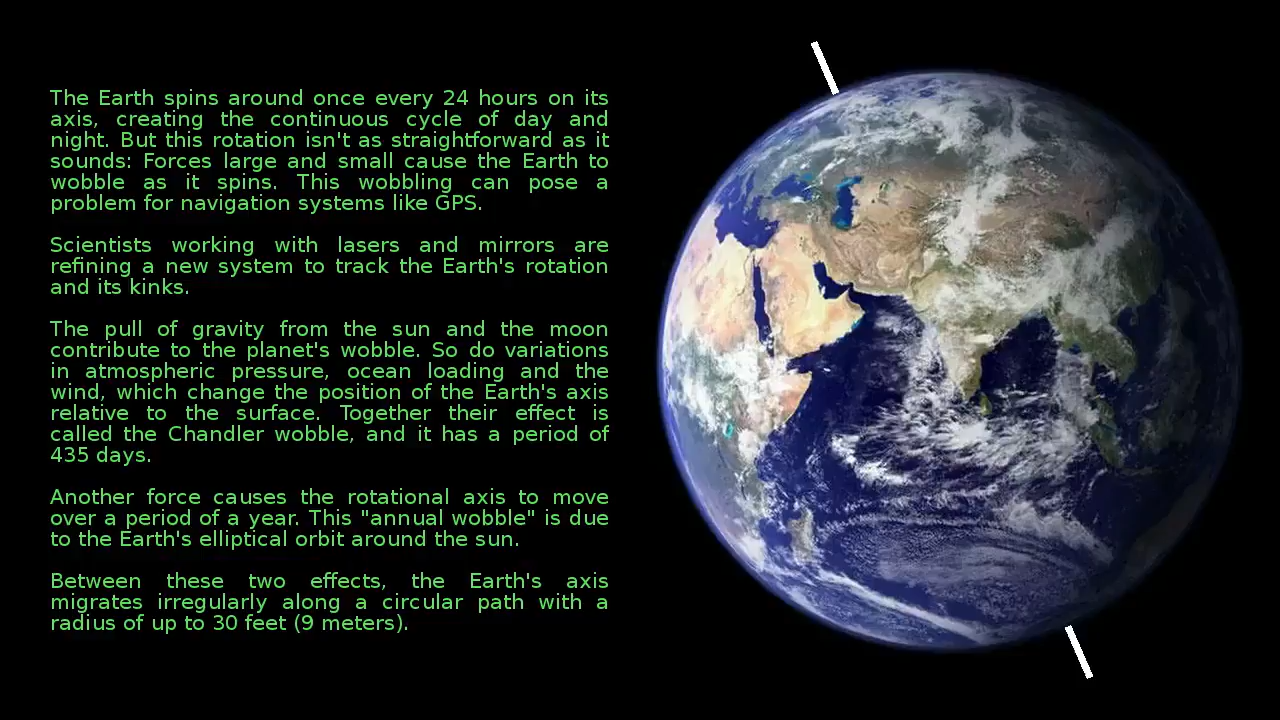 The Earth spins around once every 24 hours on its
axis, creating the continuous cycle of day and
night. But this rotation isn't as straightforward as it
sounds: Forces large and small cause the Earth to
wobble as it spins. This wobbling can pose a
problem for navigation systems like GPS.
Scientists working with lasers and mirrors are
refining a new system to track the Earth's rotation
and its kinks.
The pull of gravity from the sun and the moon
contribute to the planet's wobble. So do variations
in atmospheric pressure, ocean loading and the
wind, which change the position of the Earth's axis
relative to the surface. Together their effect is
called the Chandler wobble, and it has a period of
435 days.
Another force causes the rotational axis to move
over a period of a year. This "annual wobble" is due
to the Earth's elliptical orbit around the sun.
Between these two effects, the Earth's axis
migrates irregularly along a circular path with a
radius of up to 30 feet (9 meters).